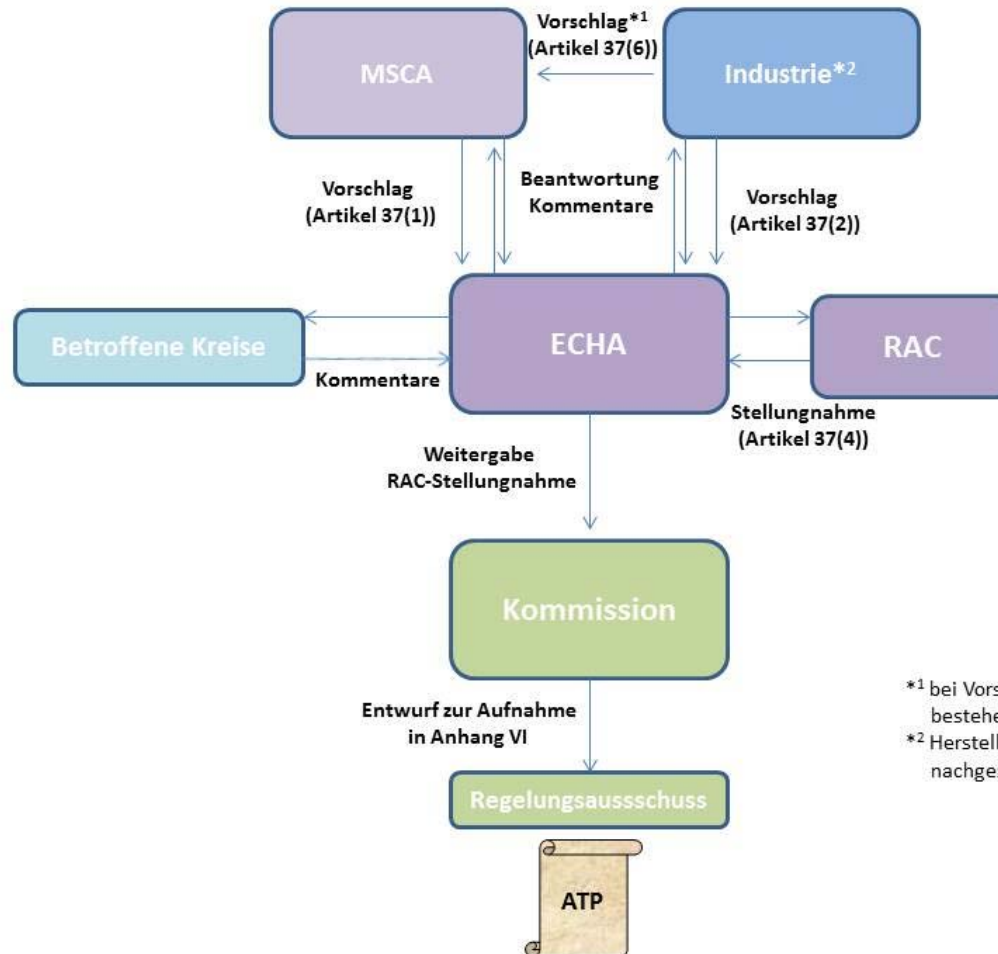 Vorschlag*1
(Artikel 37(6))
MSCA
Industrie*2
Vorschlag
(Artikel 37(1))
Beantwortung
Kommentare
Vorschlag
(Artikel 37(2))
Betroffene Kreise
ECHA
RAC
Kommentare
Stellungnahme
(Artikel 37(4))
Weitergabe
RAC-Stellungnahme
Kommission
*1 bei Vors
bestehe
*2 Herstell
nachge
Entwurf zur Aufnahme
in Anhang VI
Regelungsaussschuss
ATP